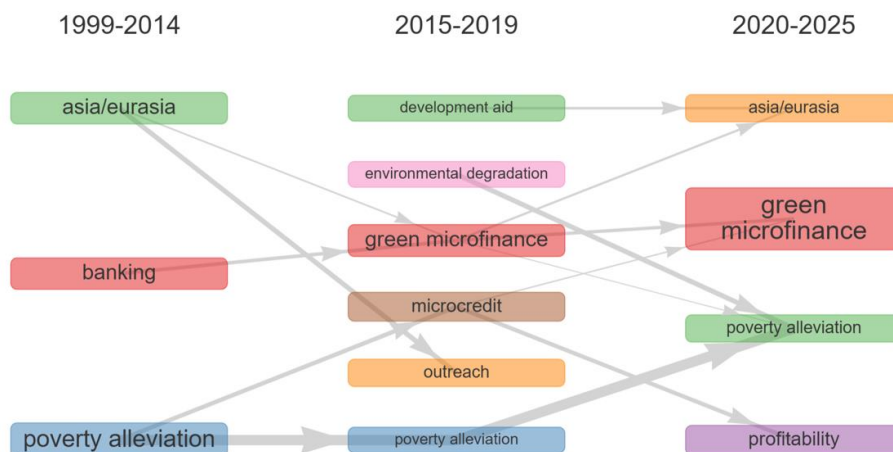 1999-2014
2015-2019
2020-2025
asia/eurasia
development aid
asia/eurasia
environmental degradation
green
microfinance
green microfinance
banking
microcredit
poverty alleviation
outreach
poverty alleviation
poverty alleviation
profitability